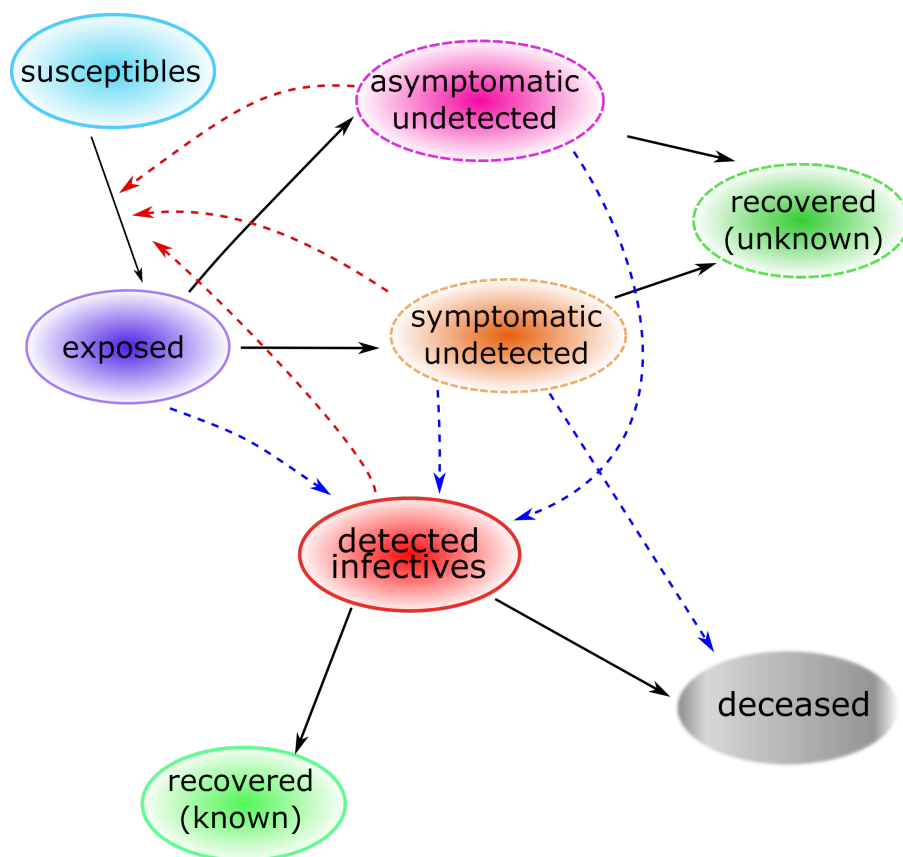 susceptibles
asymptomatic
undetected
recovered
(unknown)
symptomatic
undetected
exposed
detected
infectives
deceased
recovered
(known)